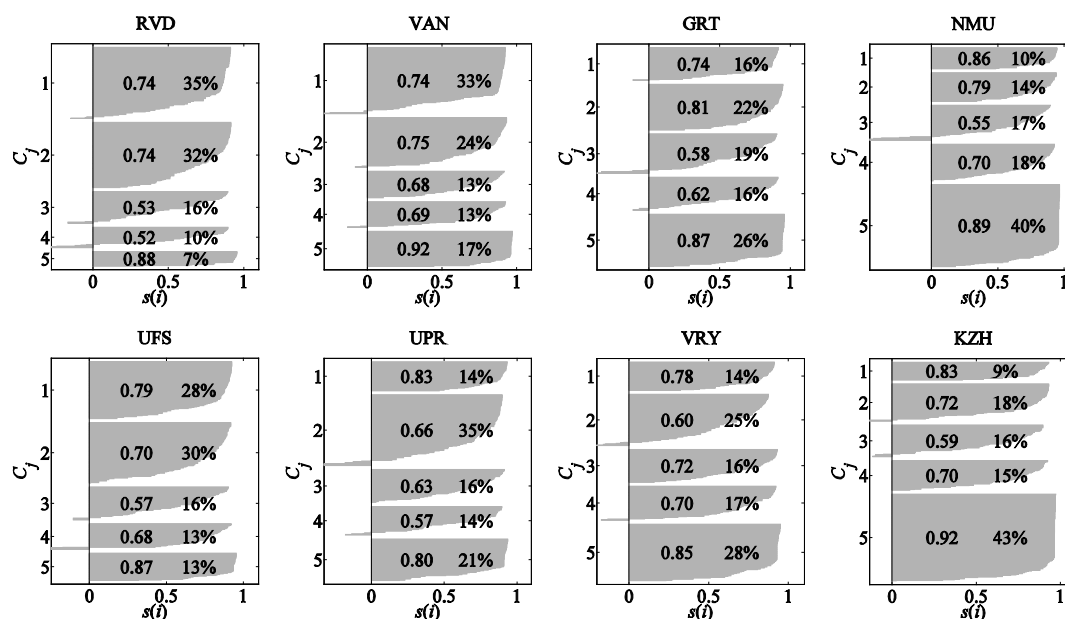 RVD
VAN
GRT
NMU
C_j
1
0.74 35%
2
0.74 32%
3
0.53 16%
4
0.52 10%
5
0.88 7%
0 0.5 1
s(i)
1
0.74 33%
2
0.75 24%
3
0.68 13%
4
0.69 13%
5
0.92 17%
0 0.5 1
s(i)
1
0.74 16%
2
0.81 22%
3
0.58 19%
4
0.62 16%
5
0.87 26%
0 0.5 1
s(i)
C_j
1
0.86 10%
2
0.79 14%
3
0.55 17%
4
0.70 18%
5
0.89 40%
0 0.5 1
s(i)
UFS
UPR
VRY
KZH
C_j
1
0.79 28%
2
0.70 30%
3
0.57 16%
4
0.68 13%
5
0.87 13%
0 0.5 1
s(i)
C_j
1
0.83 14%
2
0.66 35%
3
0.63 16%
4
0.57 14%
5
0.80 21%
0 0.5 1
s(i)
C_j
1
0.78 14%
2
0.60 25%
3
0.72 16%
4
0.70 17%
5
0.85 28%
0 0.5 1
s(i)
C_j
1
0.83 9%
2
0.72 18%
3
0.59 16%
4
0.70 15%
5
0.92 43%
0 0.5 1
s(i)